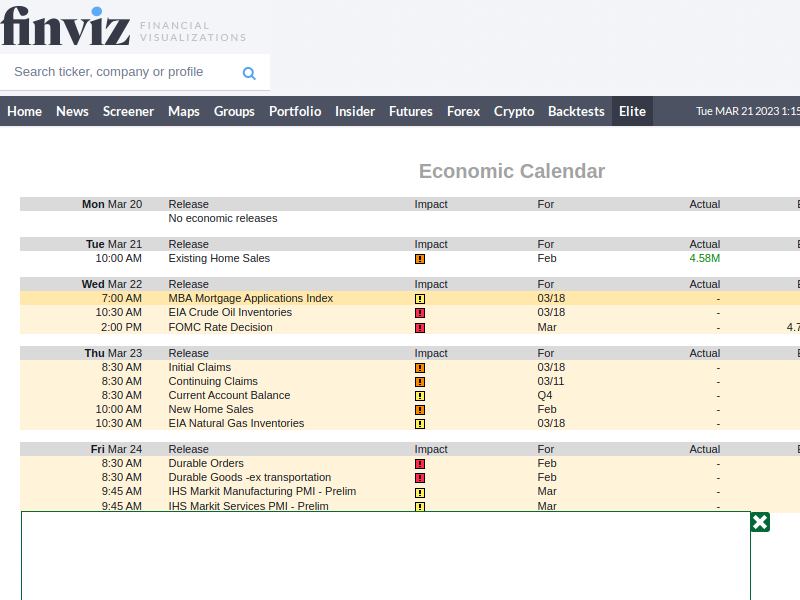 finviz FINANCIAL VISUALIZATIONS
Search ticker, company or profile
Home News Screener Maps Groups Portfolio Insider Futures Forex Crypto Backtests Elite Tue MAR 21 2023 1:15
Economic Calendar
Mon Mar 20 Release Impact For Actual
No economic releases
Tue Mar 21 Release Impact For Actual
10:00 AM Existing Home Sales Feb 4.58M
Wed Mar 22 Release Impact For Actual
7:00 AM MBA Mortgage Applications Index 03/18 -
10:30 AM EIA Crude Oil Inventories 03/18 -
2:00 PM FOMC Rate Decision Mar - 4.7
Thu Mar 23 Release Impact For Actual
8:30 AM Initial Claims 03/18 -
8:30 AM Continuing Claims 03/11 -
8:30 AM Current Account Balance Q4 -
10:00 AM New Home Sales Feb -
10:30 AM EIA Natural Gas Inventories 03/18 -
Fri Mar 24 Release Impact For Actual
8:30 AM Durable Orders Feb -
8:30 AM Durable Goods -ex transportation Feb -
9:45 AM IHS Markit Manufacturing PMI - Prelim Mar -
9:45 AM IHS Markit Services PMI - Prelim Mar -